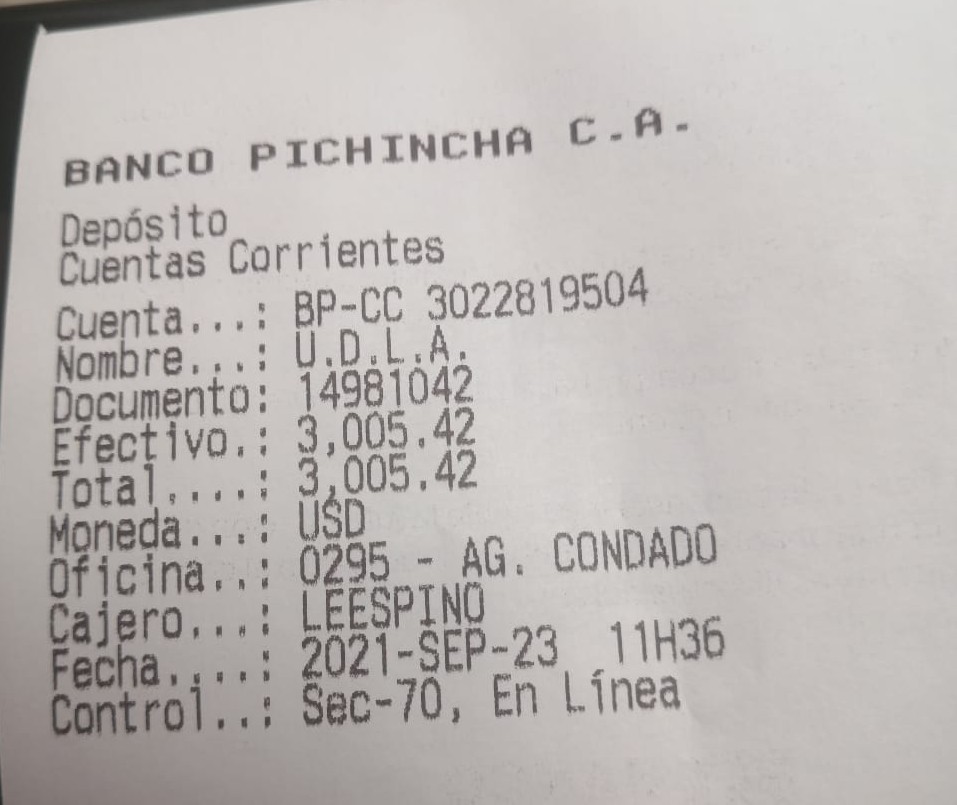 BANCO PICHINCHA C.A.
Depósito
Cuentas Corrientes
Cuenta...: BP-CC 3022819504
Nombre...: U.D.L.A.
Documento: 14981042
Efectivo.: 3,005.42
Total....: 3,005.42
Moneda...: USD
Oficina..: 0295 - AG. CONDADO
Cajero...: LEESPINO
Fecha....: 2021-SEP-23 11H36
Control..: Sec-70, En Línea